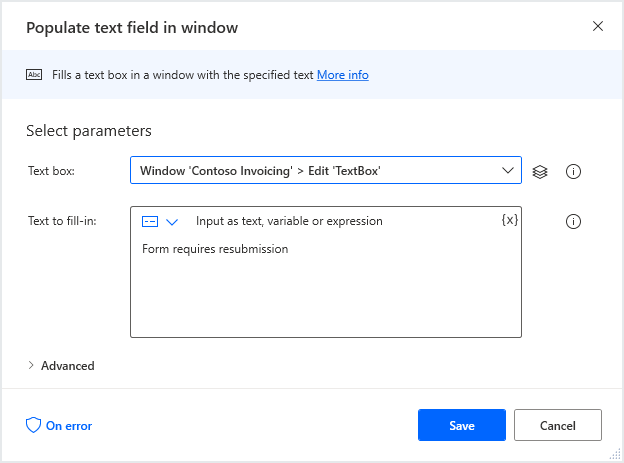 Populate text field in window
Abc Fills a text box in a window with the specified text More info
Select parameters
Text box: Window 'Contoso Invoicing' > Edit 'TextBox'
Text to fill-in: Input as text, variable or expression {x}
Form requires resubmission
Advanced
On error Save Cancel